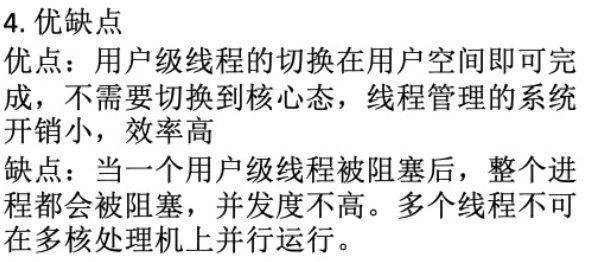 4. 优缺点
优点：用户级线程的切换在用户空间即可完
成，不需要切换到核心态，线程管理的系统
开销小，效率高
缺点：当一个用户级线程被阻塞后，整个进
程都会被阻塞，并发度不高。多个线程不可
在多核处理机上并行运行。